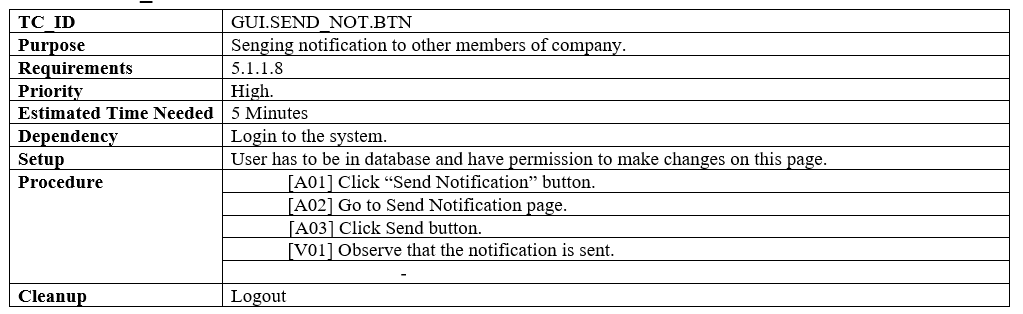 TC_ID GUI.SEND_NOT.BTN
Purpose Senging notification to other members of company.
Requirements 5.1.1.8
Priority High.
Estimated Time Needed 5 Minutes
Dependency Login to the system.
Setup User has to be in database and have permission to make changes on this page.
Procedure [A01] Click “Send Notification” button.
[A02] Go to Send Notification page.
[A03] Click Send button.
[V01] Observe that the notification is sent.
-
Cleanup Logout